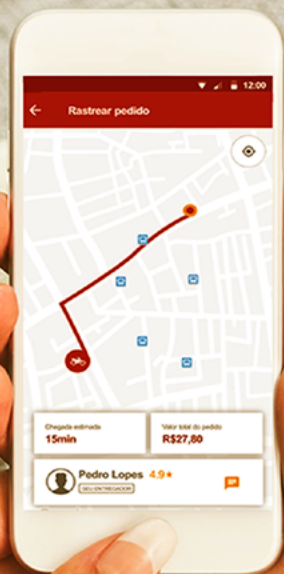 12:00
Rastrear pedido
Chegada estimada
15min
Valor total do pedido
R$27,80
Pedro Lopes 4.9★
SEU ENTREGADOR